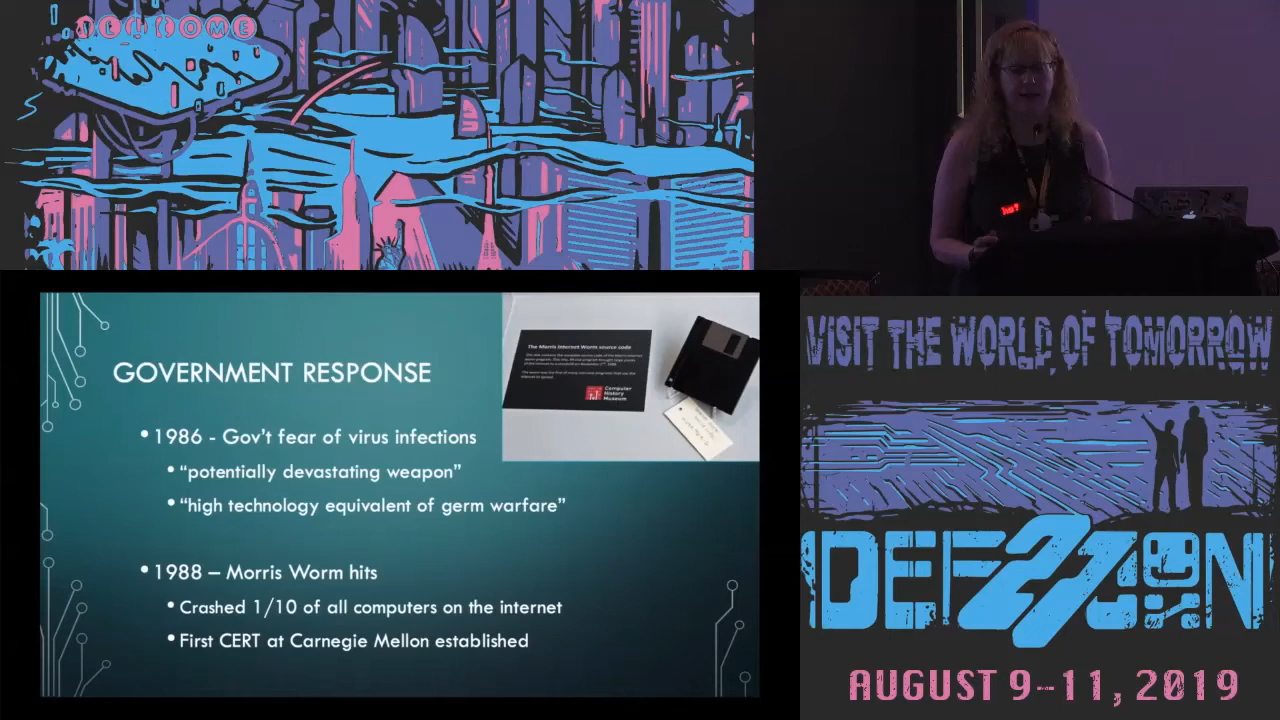 WELCOME
GOVERNMENT RESPONSE
• 1986 - Gov't fear of virus infections
• "potentially devastating weapon"
• "high technology equivalent of germ warfare"
• 1988 – Morris Worm hits
• Crashed 1/10 of all computers on the internet
• First CERT at Carnegie Mellon established
The Morris Internet Worm source code
Computer
History
Museum
VISIT THE WORLD OF TOMORROW
DEF 27 CON
AUGUST 9-11, 2019